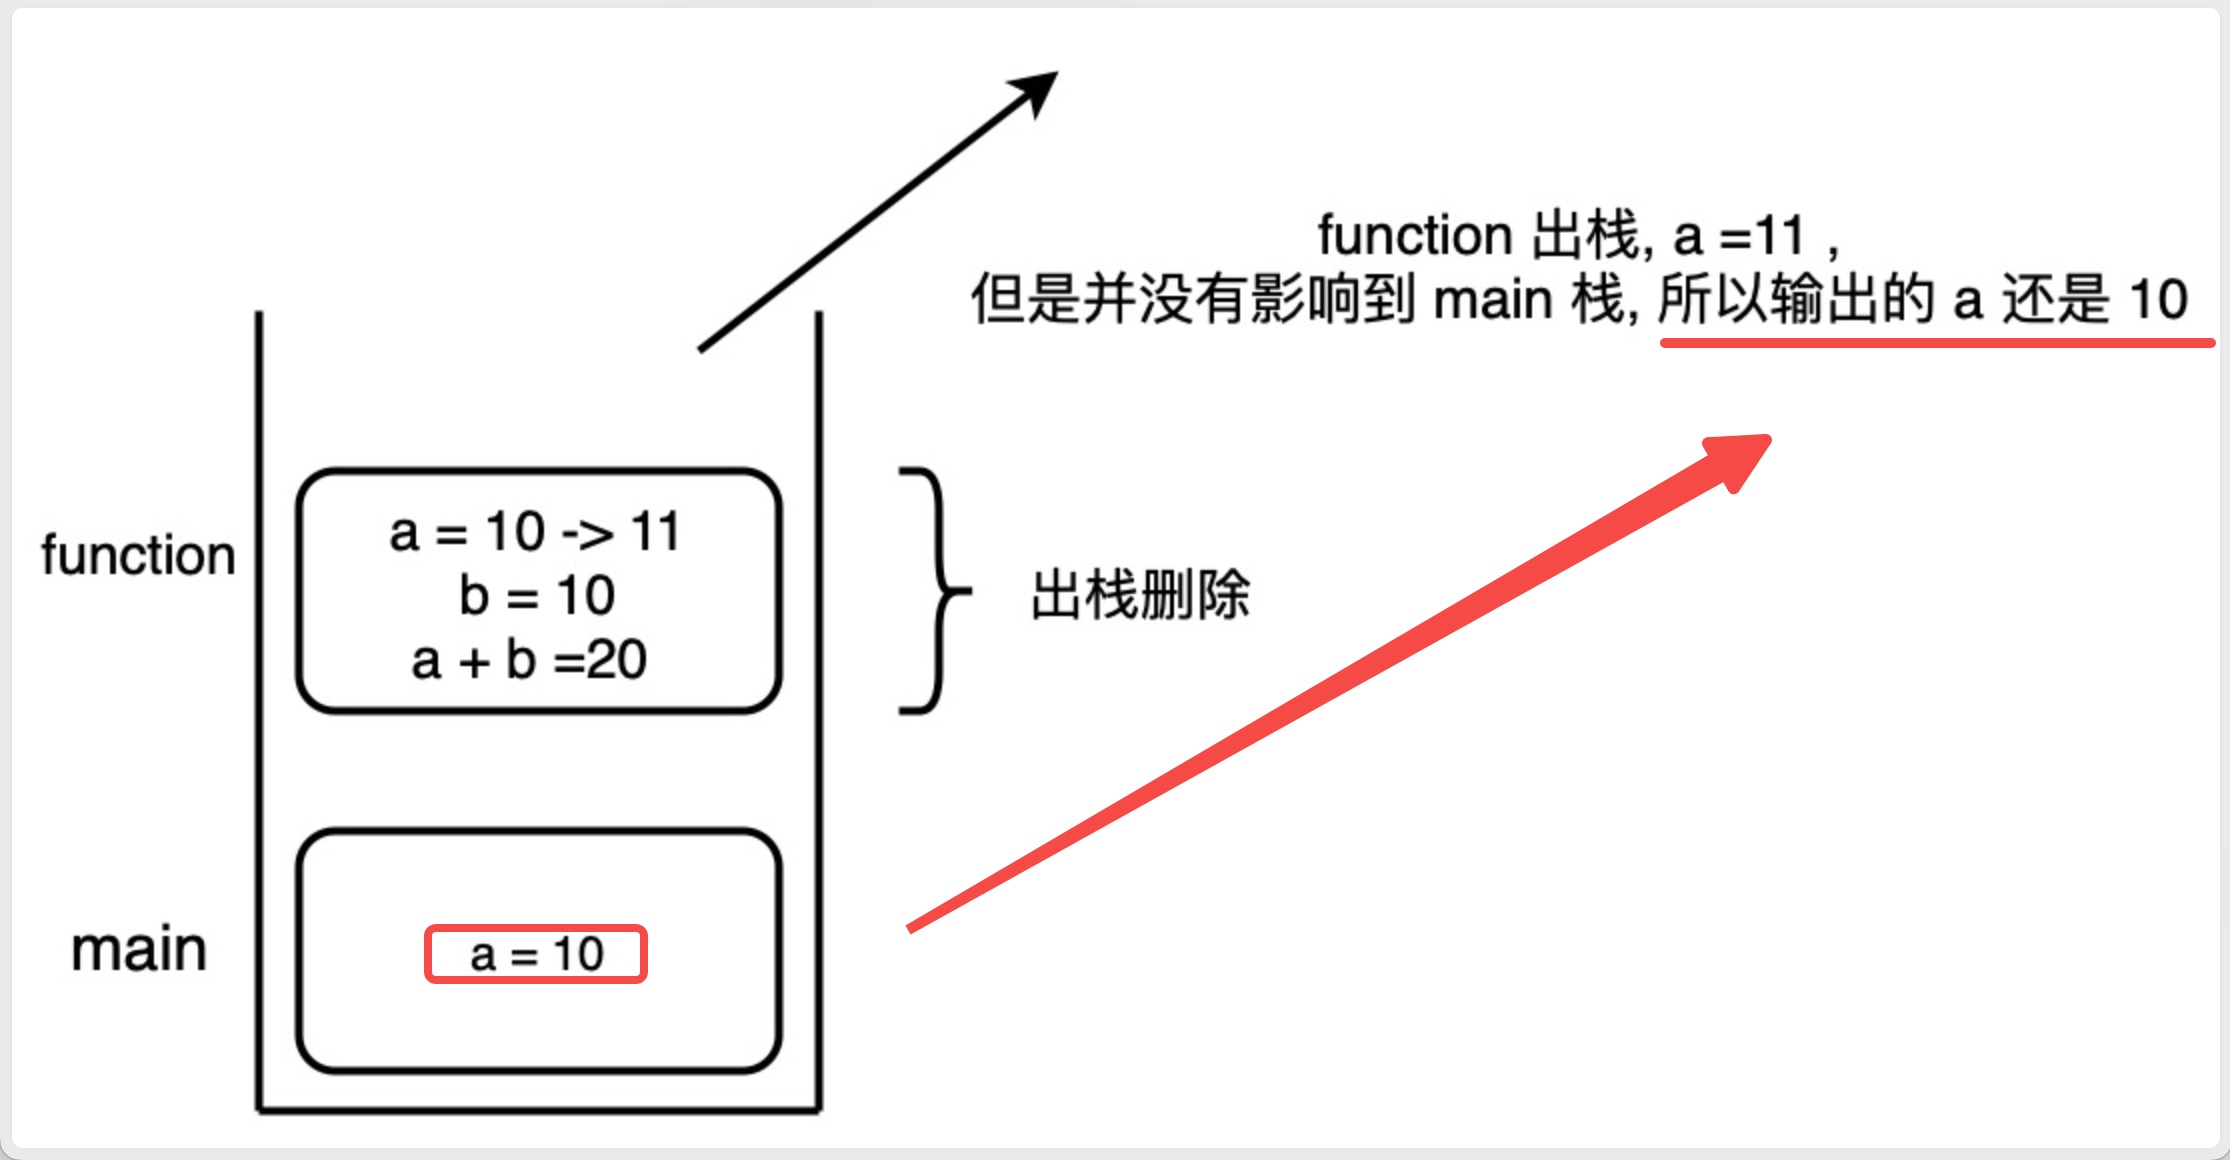 function 出栈, a =11 ,
但是并没有影响到 main 栈, 所以输出的 a 还是 10
function
a = 10 -> 11
b = 10
a + b =20
出栈删除
main
a = 10